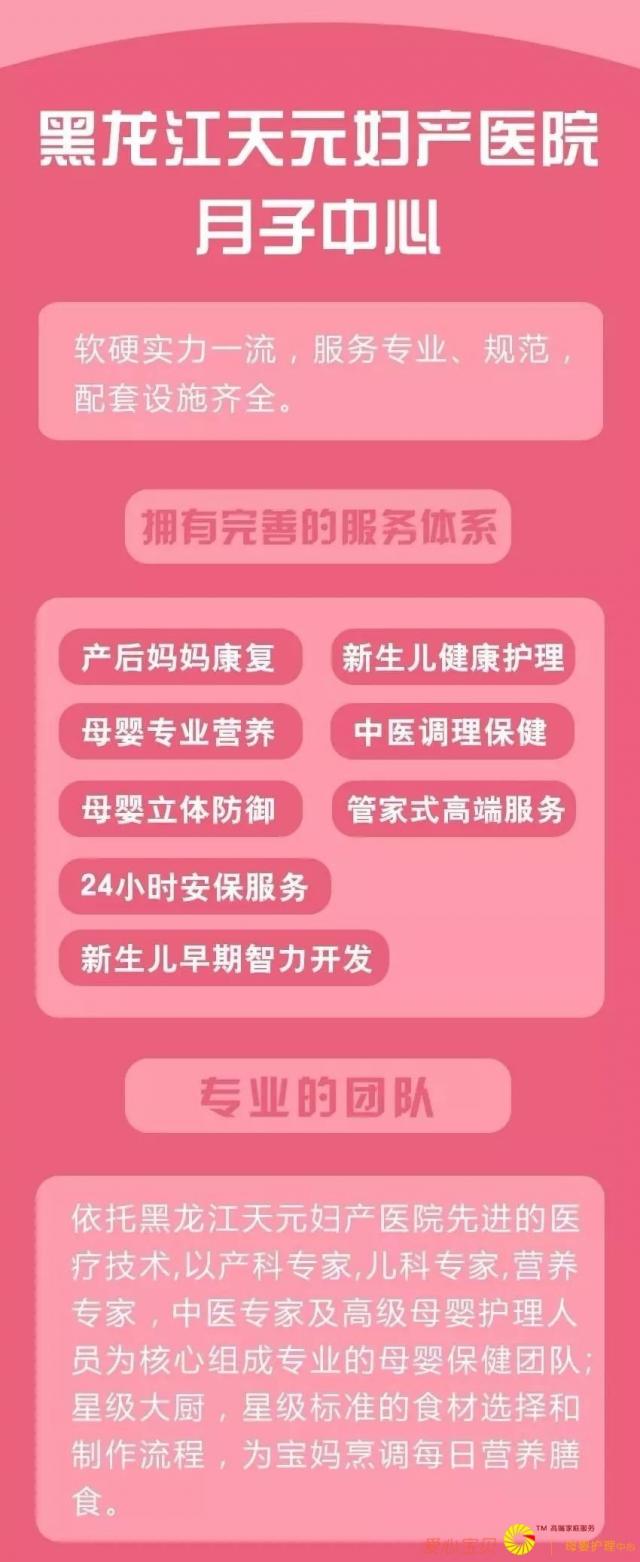 黑龙江天元妇产医院
月子中心
软硬实力一流，服务专业、规范，
配套设施齐全。
拥有完善的服务体系
产后妈妈康复
新生儿健康护理
母婴专业营养
中医调理保健
母婴立体防御
管家式高端服务
24小时安保服务
新生儿早期智力开发
专业的团队
依托黑龙江天元妇产医院先进的医
疗技术,以产科专家,儿科专家,营养
专家，中医专家及高级母婴护理人
员为核心组成专业的母婴保健团队;
星级大厨，星级标准的食材选择和
制作流程，为宝妈烹调每日营养膳
食。
TM 高端家庭服务
爱心宝贝 | 母婴护理中心